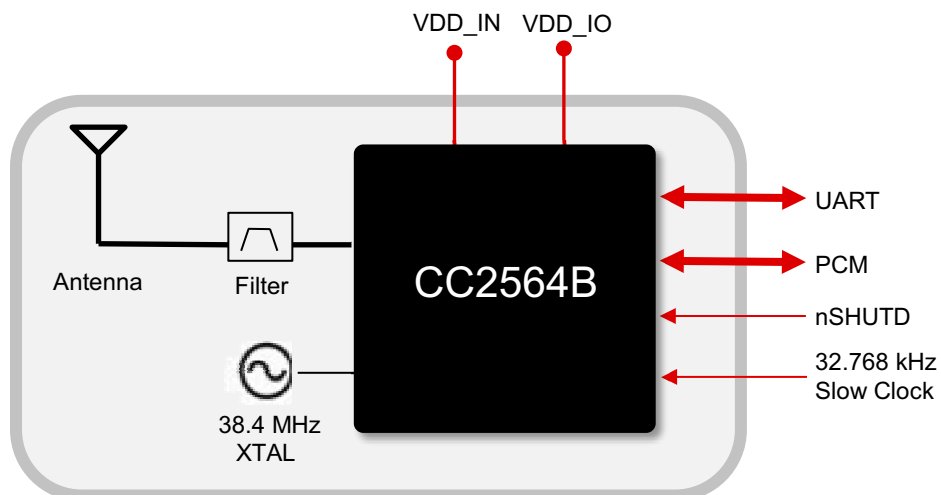 VDD_IN
VDD_IO
UART
PCM
nSHUTD
32.768 kHz
Slow Clock
Antenna
Filter
CC2564B
38.4 MHz
XTAL